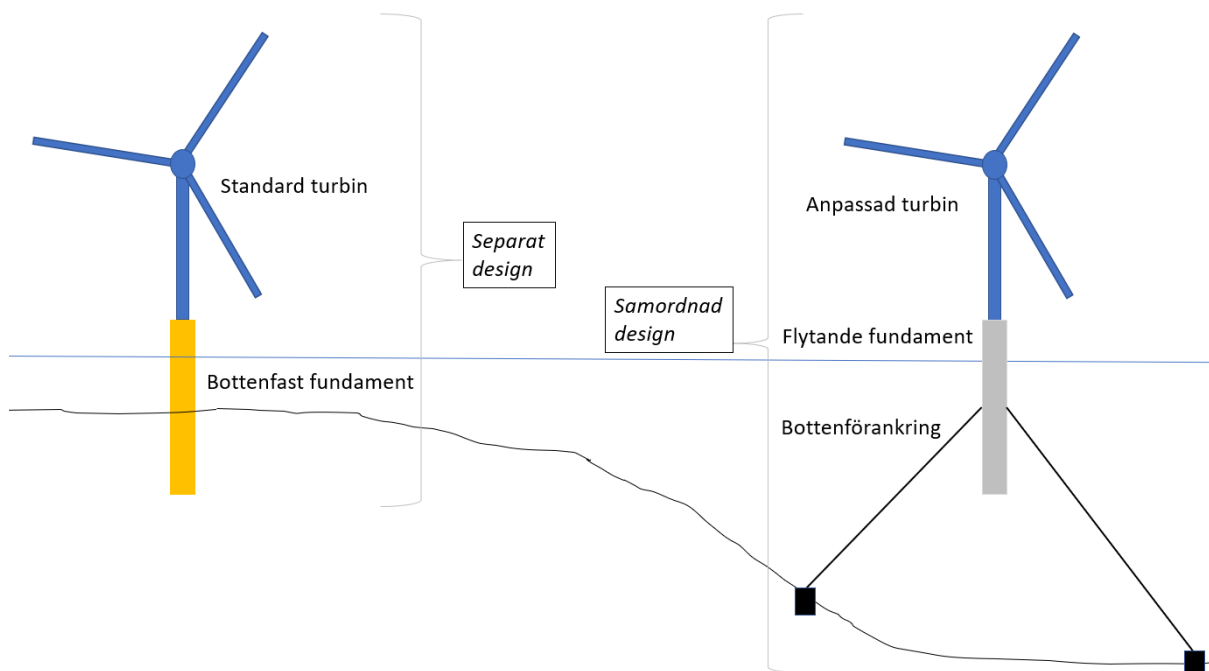 Standard turbin
Separat
design
Bottenfast fundament
Anpassad turbin
Samordnad
design
Flytande fundament
Bottenförankring